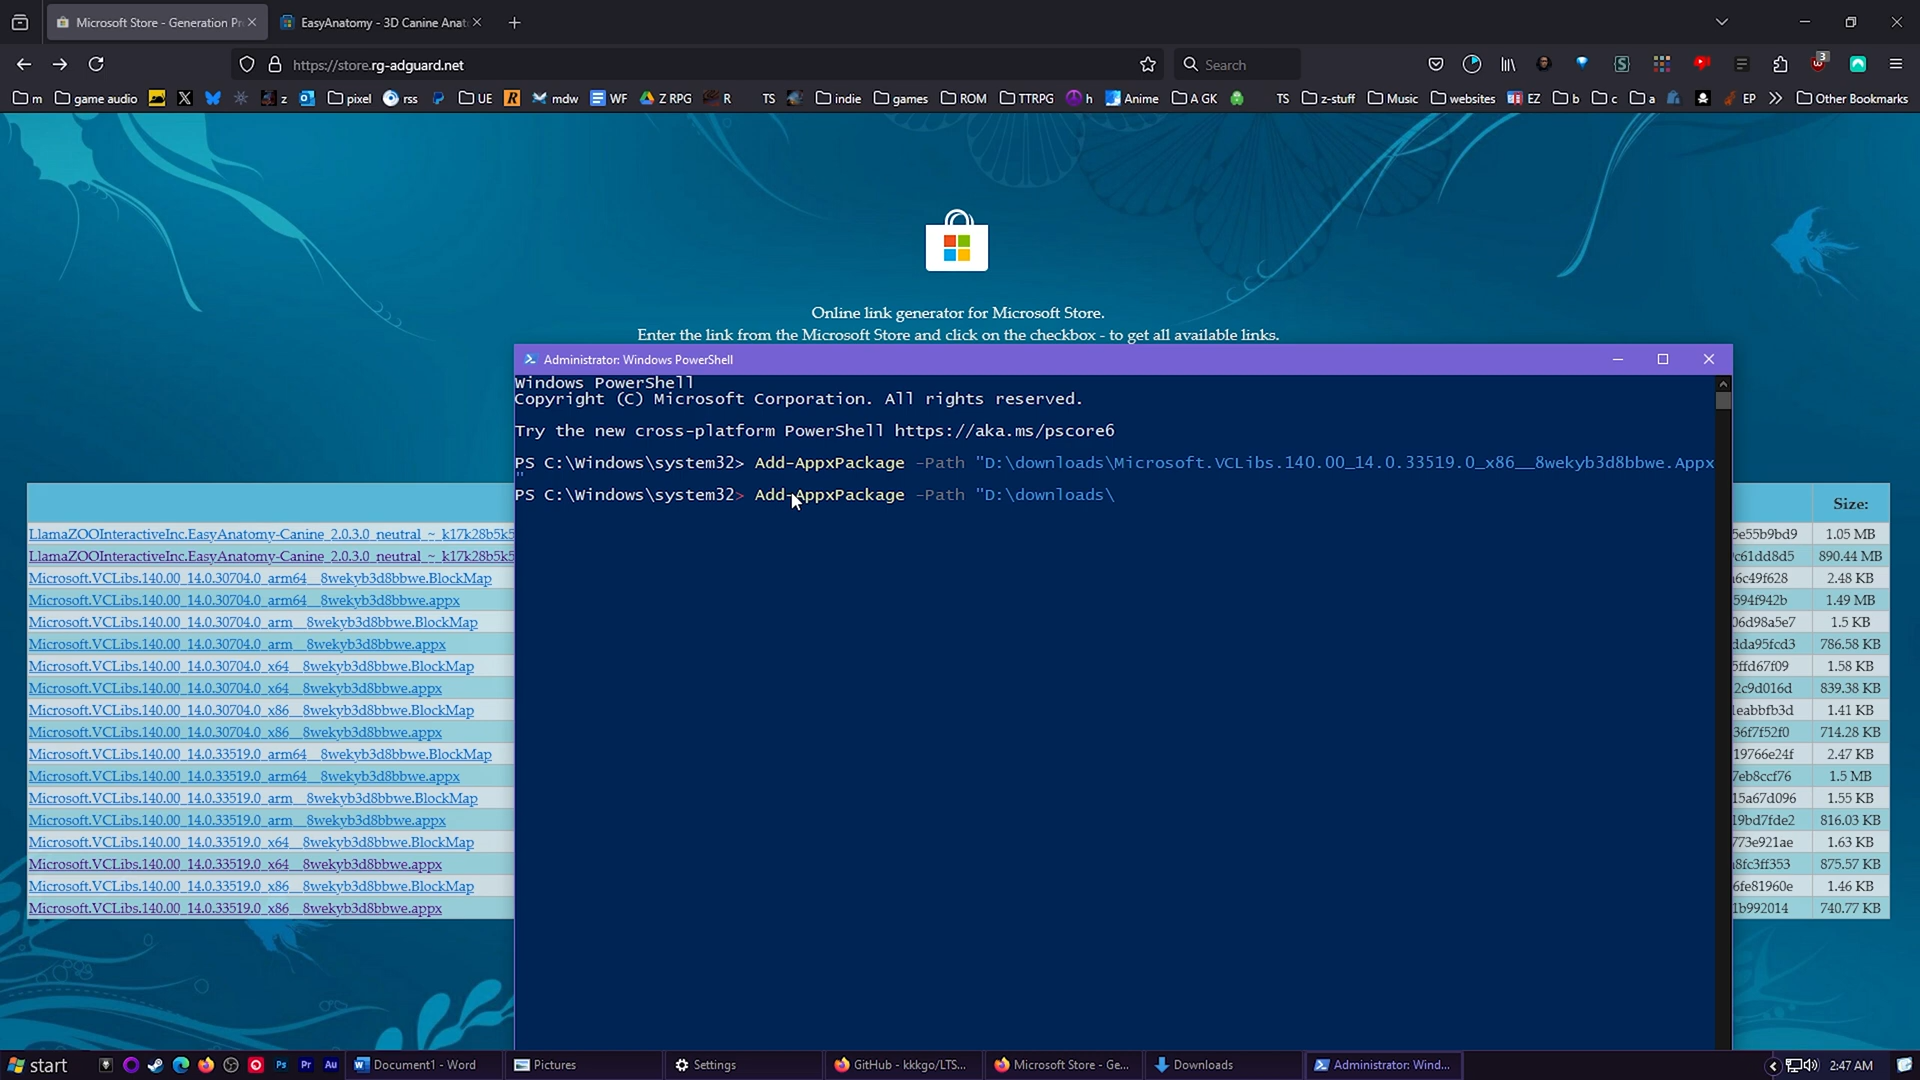 Microsoft Store - Generation Pr
EasyAnatomy - 3D Canine Anat
https://store.rg-adguard.net
Search
3
m
game audio
z
pixel
rss
UE
mdw
WF
Z RPG
R
TS
indie
games
ROM
TTRPG
h
Anime
A GK
TS
z-stuff
Music
websites
EZ
b
c
a
EP
Other Bookmarks
Online link generator for Microsoft Store.
Enter the link from the Microsoft Store and click on the checkbox - to get all available links.
Administrator: Windows PowerShell
Windows PowerShell
Copyright (C) Microsoft Corporation. All rights reserved.
Try the new cross-platform PowerShell https://aka.ms/pscore6
PS C:\Windows\system32> Add-AppxPackage -Path "D:\downloads\Microsoft.VCLibs.140.00_14.0.33519.0_x86__8wekyb3d8bbwe.Appx
"
PS C:\Windows\system32> Add-AppxPackage -Path "D:\downloads\
Size:
LlamaZOOInteractiveInc.EasyAnatomy-Canine_2.0.3.0_neutral_~_k17k28b5k5 5e55b9bd9 1.05 MB
LlamaZOOInteractiveInc.EasyAnatomy-Canine_2.0.3.0_neutral_~_k17k28b5k5 c61dd8d5 890.44 MB
Microsoft.VCLibs.140.00_14.0.30704.0_arm64__8wekyb3d8bbwe.BlockMap a6c49f628 2.48 KB
Microsoft.VCLibs.140.00_14.0.30704.0_arm64__8wekyb3d8bbwe.appx 594f942b 1.49 MB
Microsoft.VCLibs.140.00_14.0.30704.0_arm__8wekyb3d8bbwe.BlockMap 06d98a5e7 1.5 KB
Microsoft.VCLibs.140.00_14.0.30704.0_arm__8wekyb3d8bbwe.appx dda95fcd3 786.58 KB
Microsoft.VCLibs.140.00_14.0.30704.0_x64__8wekyb3d8bbwe.BlockMap 5ffd67f09 1.58 KB
Microsoft.VCLibs.140.00_14.0.30704.0_x64__8wekyb3d8bbwe.appx 2c9d016d 839.38 KB
Microsoft.VCLibs.140.00_14.0.30704.0_x86__8wekyb3d8bbwe.BlockMap eabbfb3d 1.41 KB
Microsoft.VCLibs.140.00_14.0.30704.0_x86__8wekyb3d8bbwe.appx 36f7f52f0 714.28 KB
Microsoft.VCLibs.140.00_14.0.33519.0_arm64__8wekyb3d8bbwe.BlockMap 19766e24f 2.47 KB
Microsoft.VCLibs.140.00_14.0.33519.0_arm64__8wekyb3d8bbwe.appx 7eb8ccf76 1.5 MB
Microsoft.VCLibs.140.00_14.0.33519.0_arm__8wekyb3d8bbwe.BlockMap 15a67d096 1.55 KB
Microsoft.VCLibs.140.00_14.0.33519.0_arm__8wekyb3d8bbwe.appx 19bd7fde2 816.03 KB
Microsoft.VCLibs.140.00_14.0.33519.0_x64__8wekyb3d8bbwe.BlockMap 773e921ae 1.63 KB
Microsoft.VCLibs.140.00_14.0.33519.0_x64__8wekyb3d8bbwe.appx a8fc3ff353 875.57 KB
Microsoft.VCLibs.140.00_14.0.33519.0_x86__8wekyb3d8bbwe.BlockMap 6fe81960e 1.46 KB
Microsoft.VCLibs.140.00_14.0.33519.0_x86__8wekyb3d8bbwe.appx 1b992014 740.77 KB
start
Ps
Pr
Au
Document1 - Word
Pictures
Settings
GitHub - kkkgo/LTS...
Microsoft Store - Ge...
Downloads
Administrator: Wind...
2:47 AM